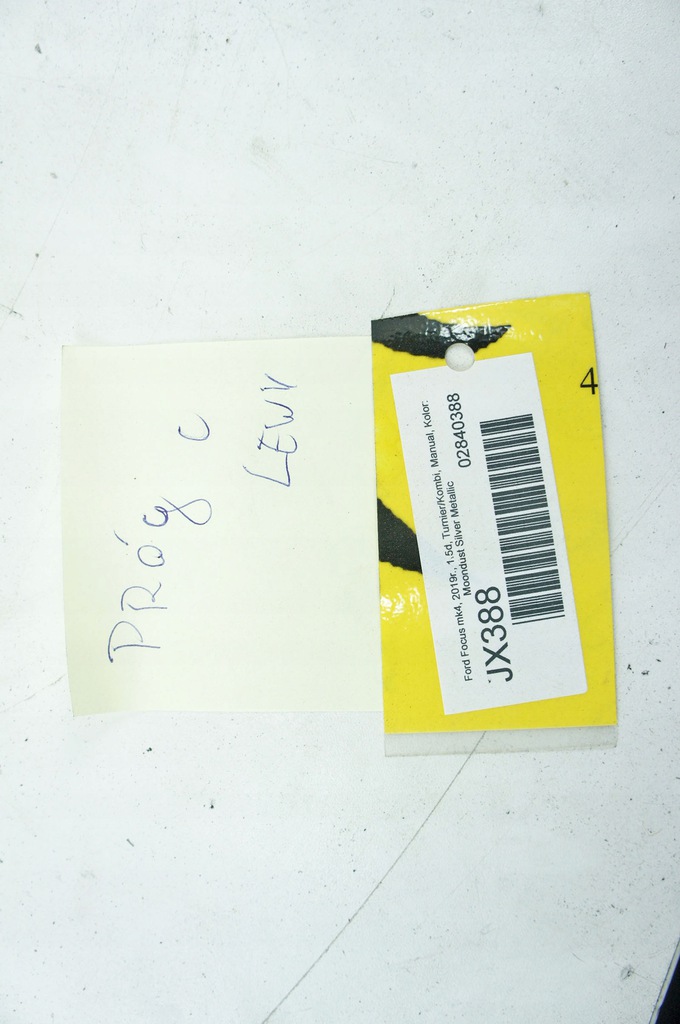 PRóg c
LEWY
Ford Focus mk4, 2019r., 1.5d, Turnier/Kombi, Manual, Kolor:
Moondust Silver Metallic
JX388
02840388
4